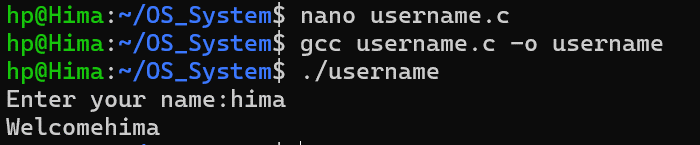 hp@Hima:~/OS_System$ nano username.c
hp@Hima:~/OS_System$ gcc username.c -o username
hp@Hima:~/OS_System$ ./username
Enter your name:hima
Welcomehima